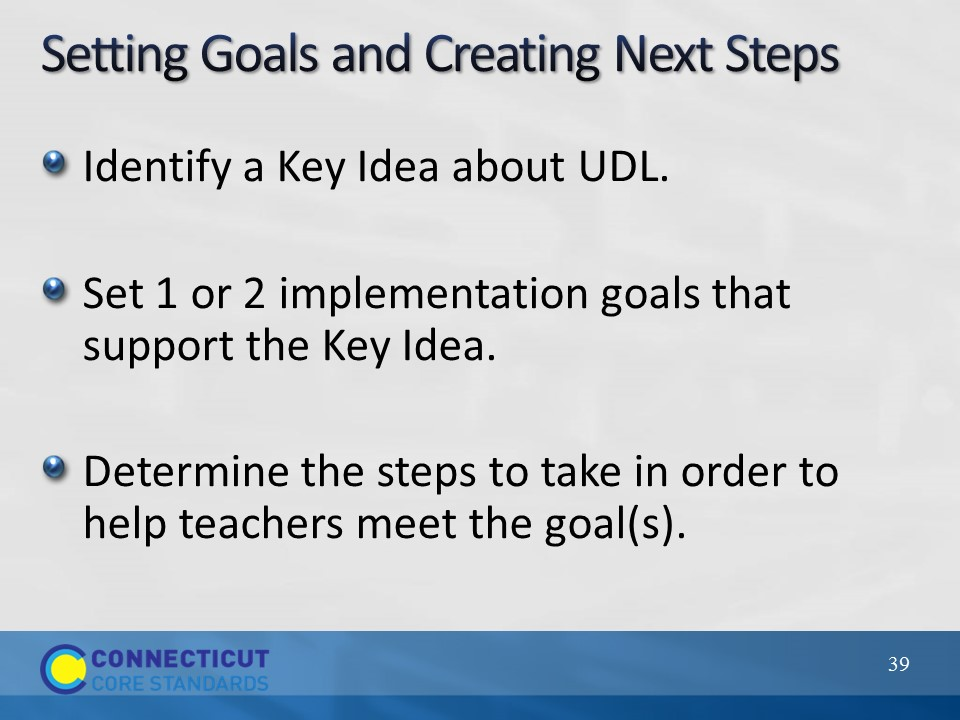 Setting Goals and Creating Next Steps
Identify a Key Idea about UDL.
Set 1 or 2 implementation goals that
support the Key Idea.
Determine the steps to take in order to
help teachers meet the goal(s).
CONNECTICUT
CORE STANDARDS
39